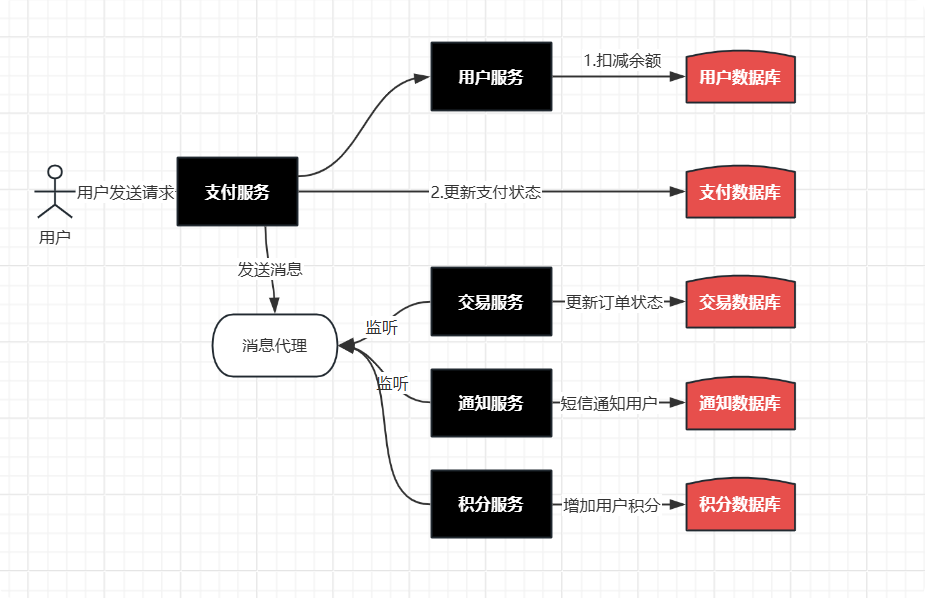 用户服务
1.扣减余额
用户数据库
用户发送请求
支付服务
2.更新支付状态
支付数据库
用户
发送消息
交易服务
更新订单状态
交易数据库
监听
消息代理
监听
通知服务
短信通知用户
通知数据库
积分服务
增加用户积分
积分数据库